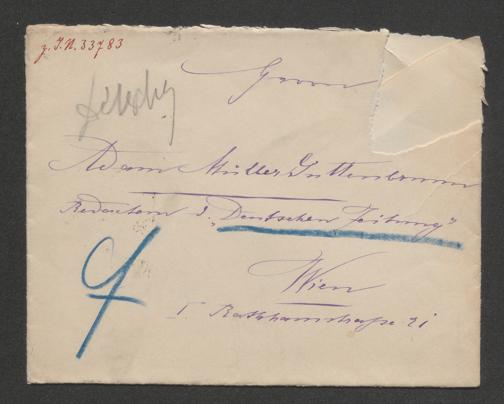 z. I.N. 33783
Herrn
Adam Müller Guttenbrunn
Redacteur d. "Deutschen Zeitung"
Wien
I. Rathhausstraße 21